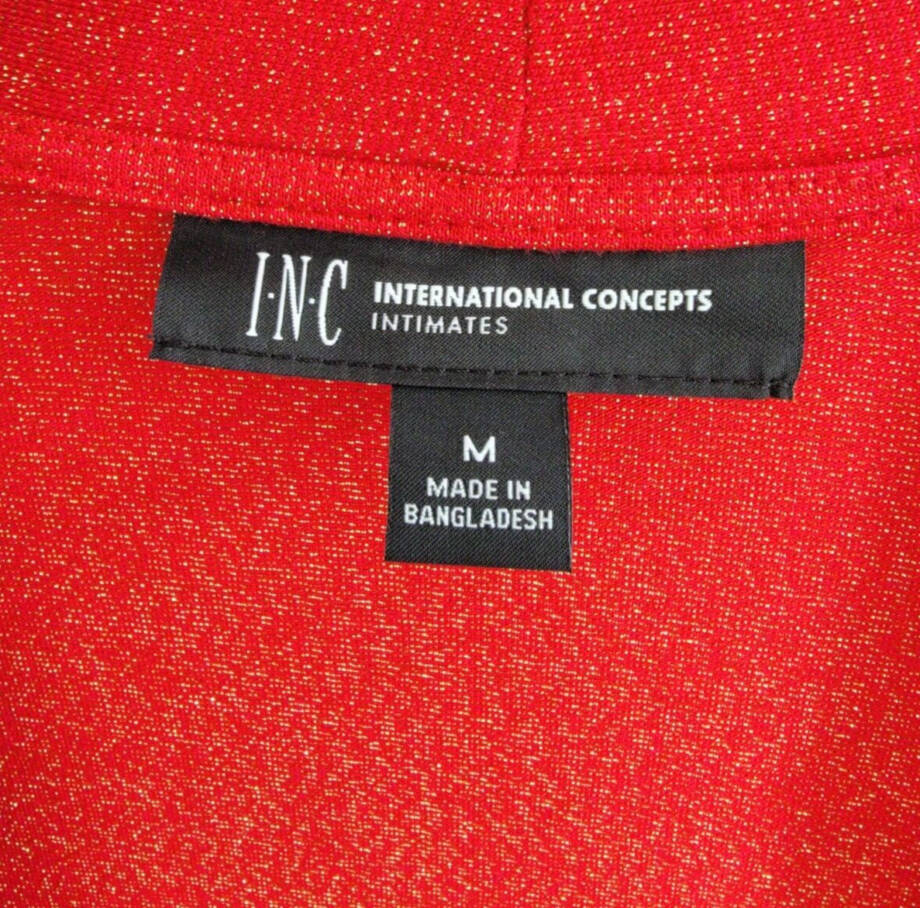 I·N·C INTERNATIONAL CONCEPTS
INTIMATES
M
MADE IN
BANGLADESH